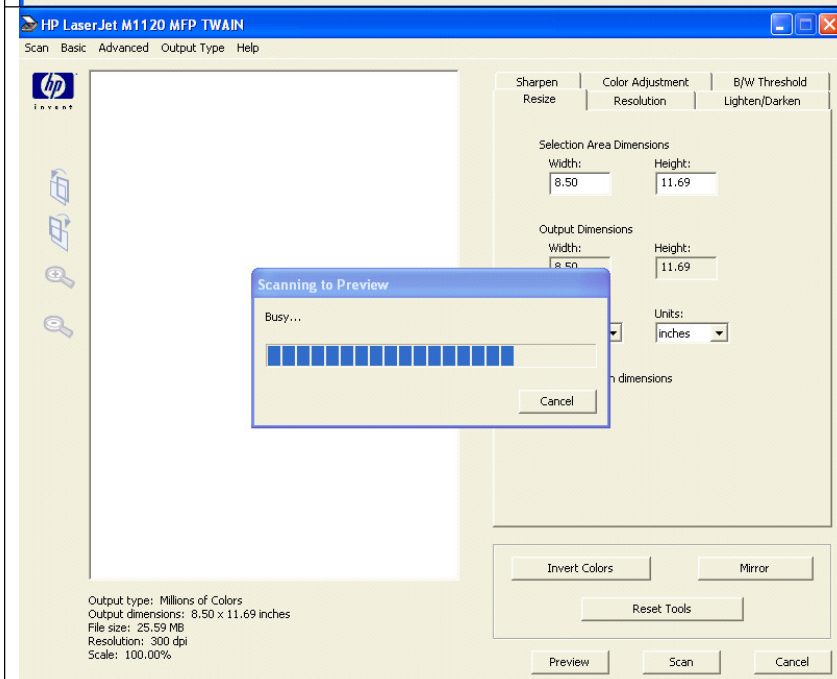 HP LaserJet M1120 MFP TWAIN
Scan Basic Advanced Output Type Help
hp
invent
Sharpen Color Adjustment B/W Threshold
Resize Resolution Lighten/Darken
Selection Area Dimensions
Width: Height:
8.50 11.69
Output Dimensions
Width: Height:
8.50 11.69
Units:
inches
dimensions
Scanning to Preview
Busy...
Cancel
Invert Colors Mirror
Reset Tools
Output type: Millions of Colors
Output dimensions: 8.50 x 11.69 inches
File size: 25.59 MB
Resolution: 300 dpi
Scale: 100.00%
Preview Scan Cancel